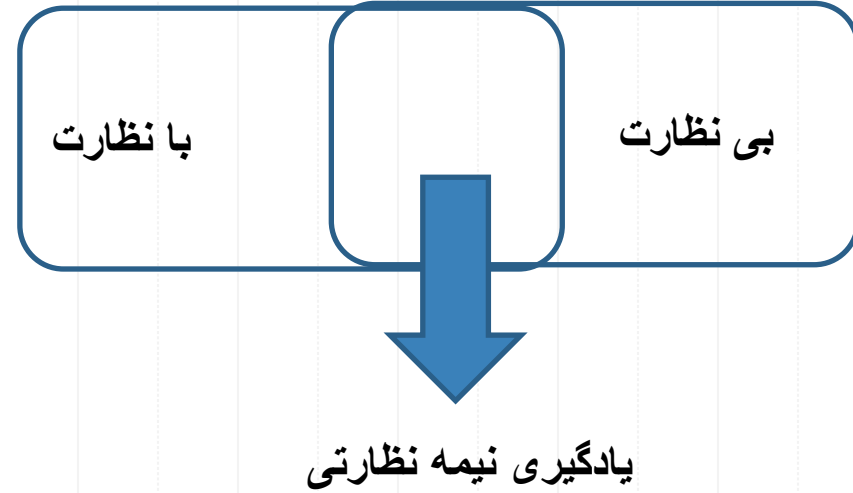 بی نظارت
با نظارت
یادگیری نیمه نظارتی